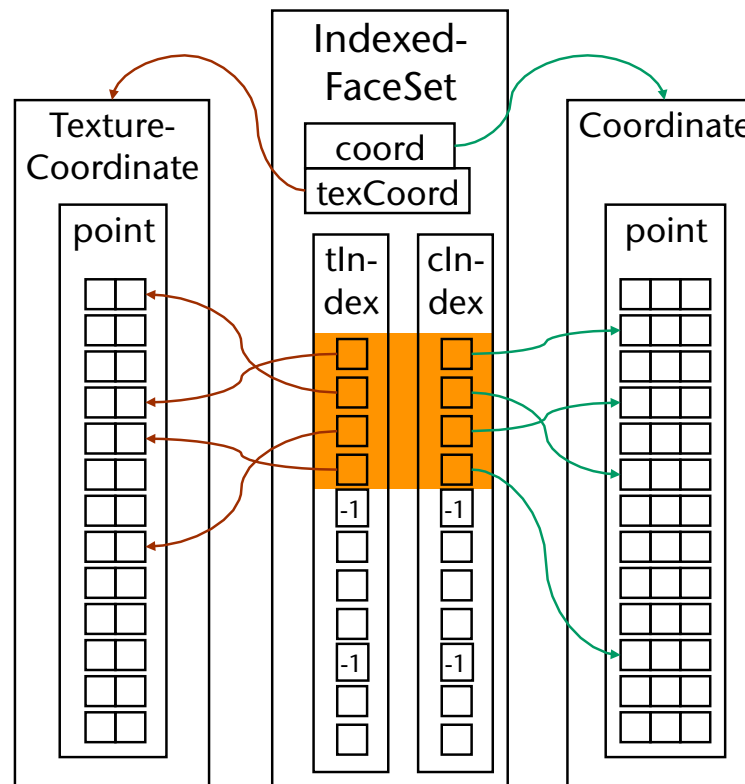 Indexed-
FaceSet
Texture-
Coordinate
Coordinate
coord
texCoord
point
point
tIn-
dex
cIn-
dex
-1
-1
-1
-1